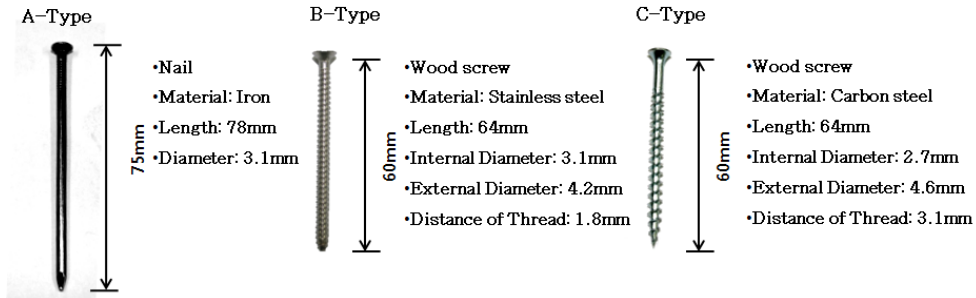 A-Type
•Nail
•Material: Iron
•Length: 78mm
•Diameter: 3.1mm
75mm
B-Type
•Wood screw
•Material: Stainless steel
•Length: 64mm
•Internal Diameter: 3.1mm
•External Diameter: 4.2mm
•Distance of Thread: 1.8mm
60mm
C-Type
•Wood screw
•Material: Carbon steel
•Length: 64mm
•Internal Diameter: 2.7mm
•External Diameter: 4.6mm
•Distance of Thread: 3.1mm
60mm